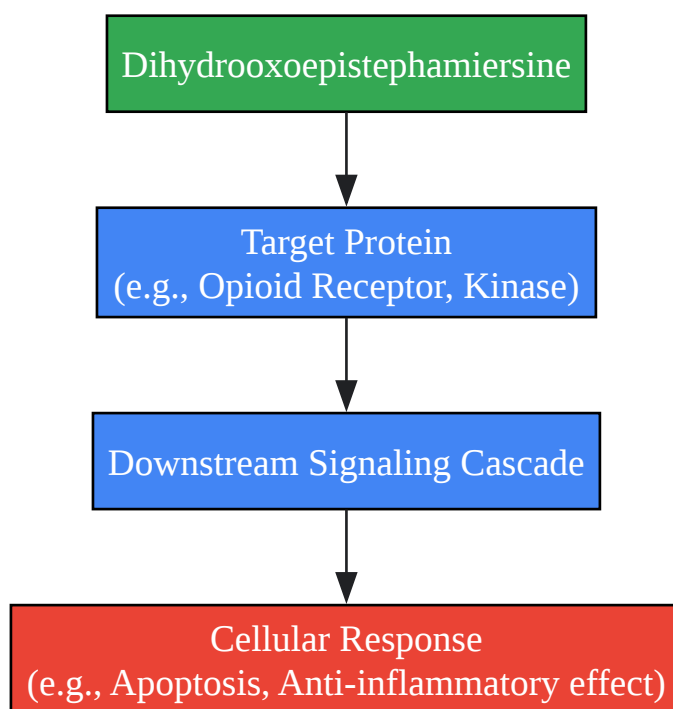 Dihydrooxoepistephamiersine
Target Protein
(e.g., Opioid Receptor, Kinase)
Downstream Signaling Cascade
Cellular Response
(e.g., Apoptosis, Anti-inflammatory effect)